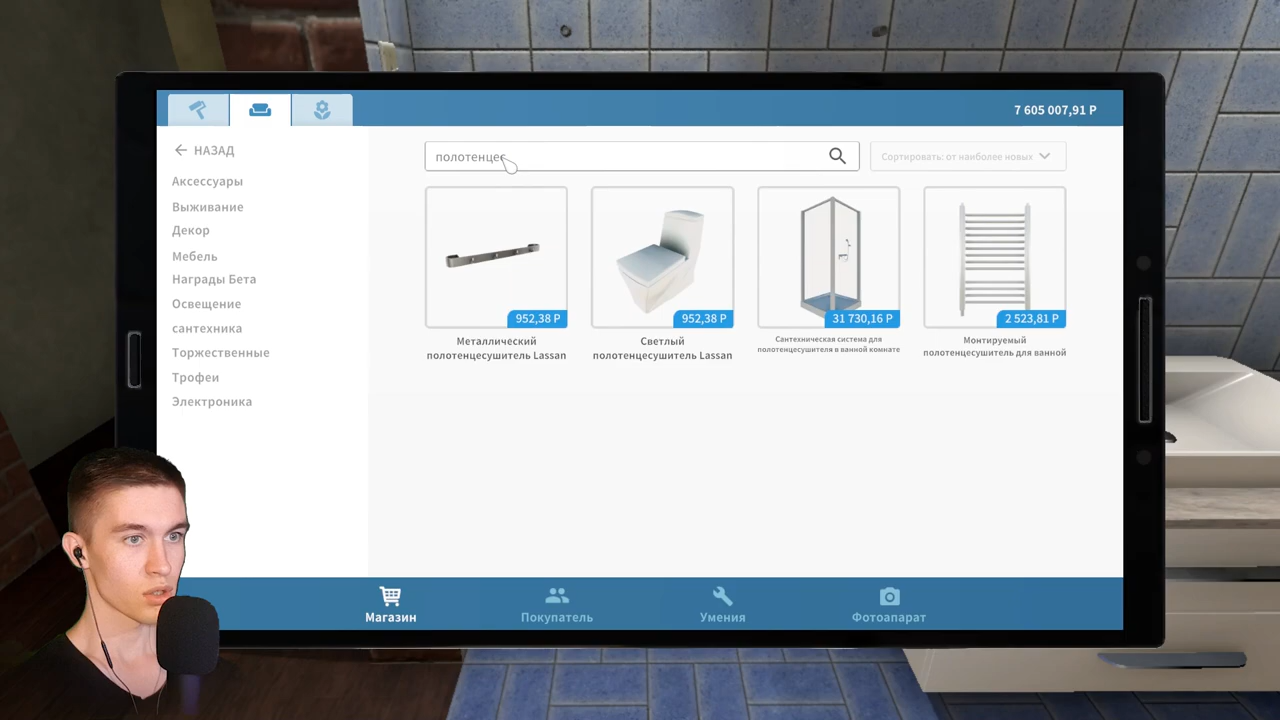 7 605 007,91 Р
НАЗАД
полотенцес
Сортировать: от наиболее новых
Аксессуары
Выживание
Декор
Мебель
Награды Бета
Освещение
сантехника
Торжественные
Трофеи
Электроника
952,38 Р
952,38 Р
31 730,16 Р
2 523,81 Р
Металлический
полотенцесушитель Lassan
Светлый
полотенцесушитель Lassan
Сантехническая система для
полотенцесушителя в ванной комнате
Монтируемый
полотенцесушитель для ванной
Магазин
Покупатель
Умения
Фотоаппарат